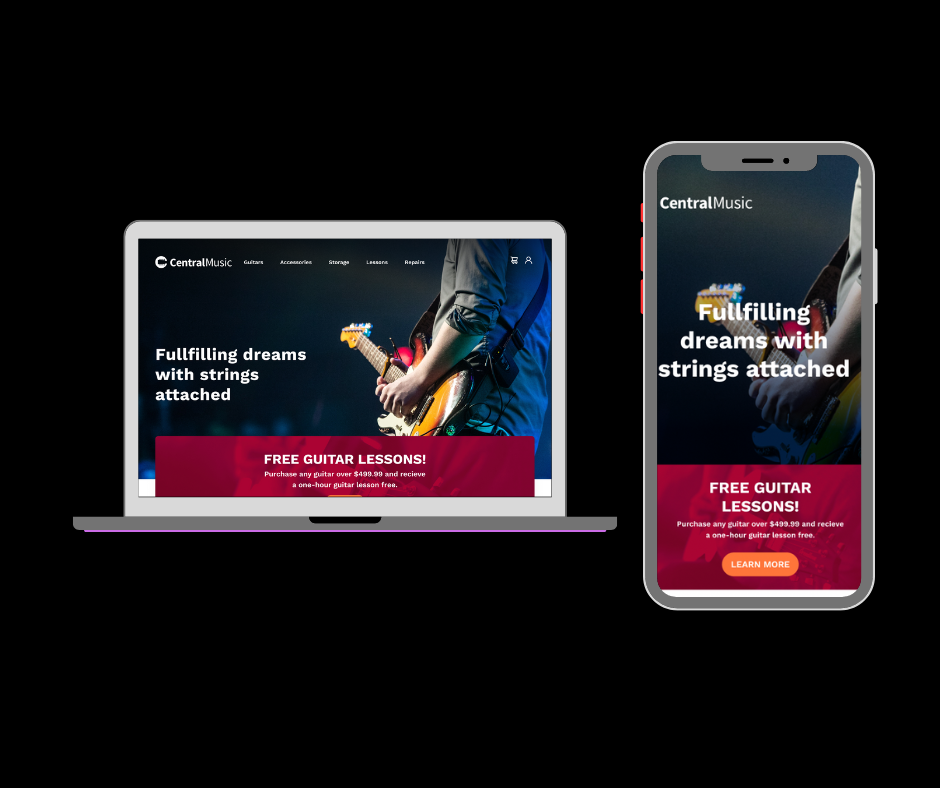 CentralMusic
Guitars Accessories Storage Lessons Repairs
Fullfilling dreams
with strings
attached
FREE GUITAR LESSONS!
Purchase any guitar over $499.99 and recieve
a one-hour guitar lesson free.
CentralMusic
Fullfilling
dreams with
strings attached
FREE GUITAR
LESSONS!
Purchase any guitar over $499.99 and recieve
a one-hour guitar lesson free.
LEARN MORE